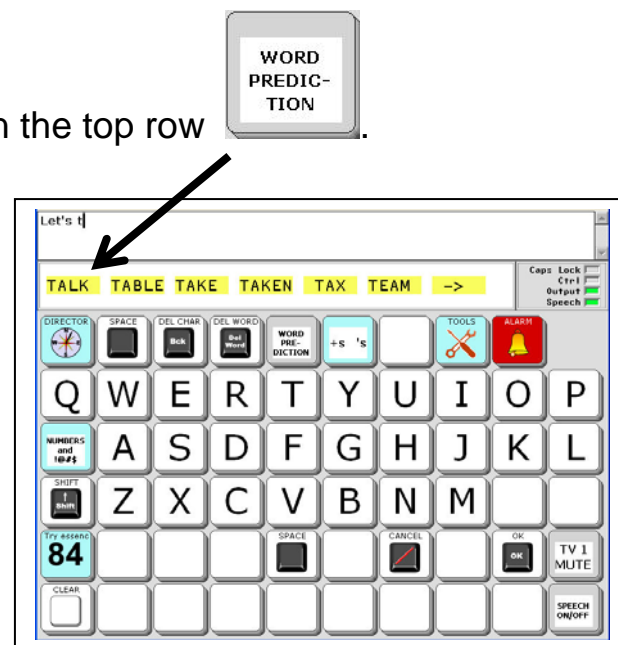 WORD
PREDIC-
TION
n the top row .
Let's t
TALK TABLE TAKE TAKEN TAX TEAM ->
Caps Lock
Ctrl
Output
Speech
DIRECTOR SPACE DEL CHAR DEL WORD TOOLS ALARM
Bck Del Word WORD PRE-DICTION +s 's
Q W E R T Y U I O P
NUMBERS and !@#$ A S D F G H J K L
SHIFT
↑ Shift Z X C V B N M
Try essenc SPACE CANCEL OK
84 OK TV 1 MUTE
CLEAR
SPEECH ON/OFF